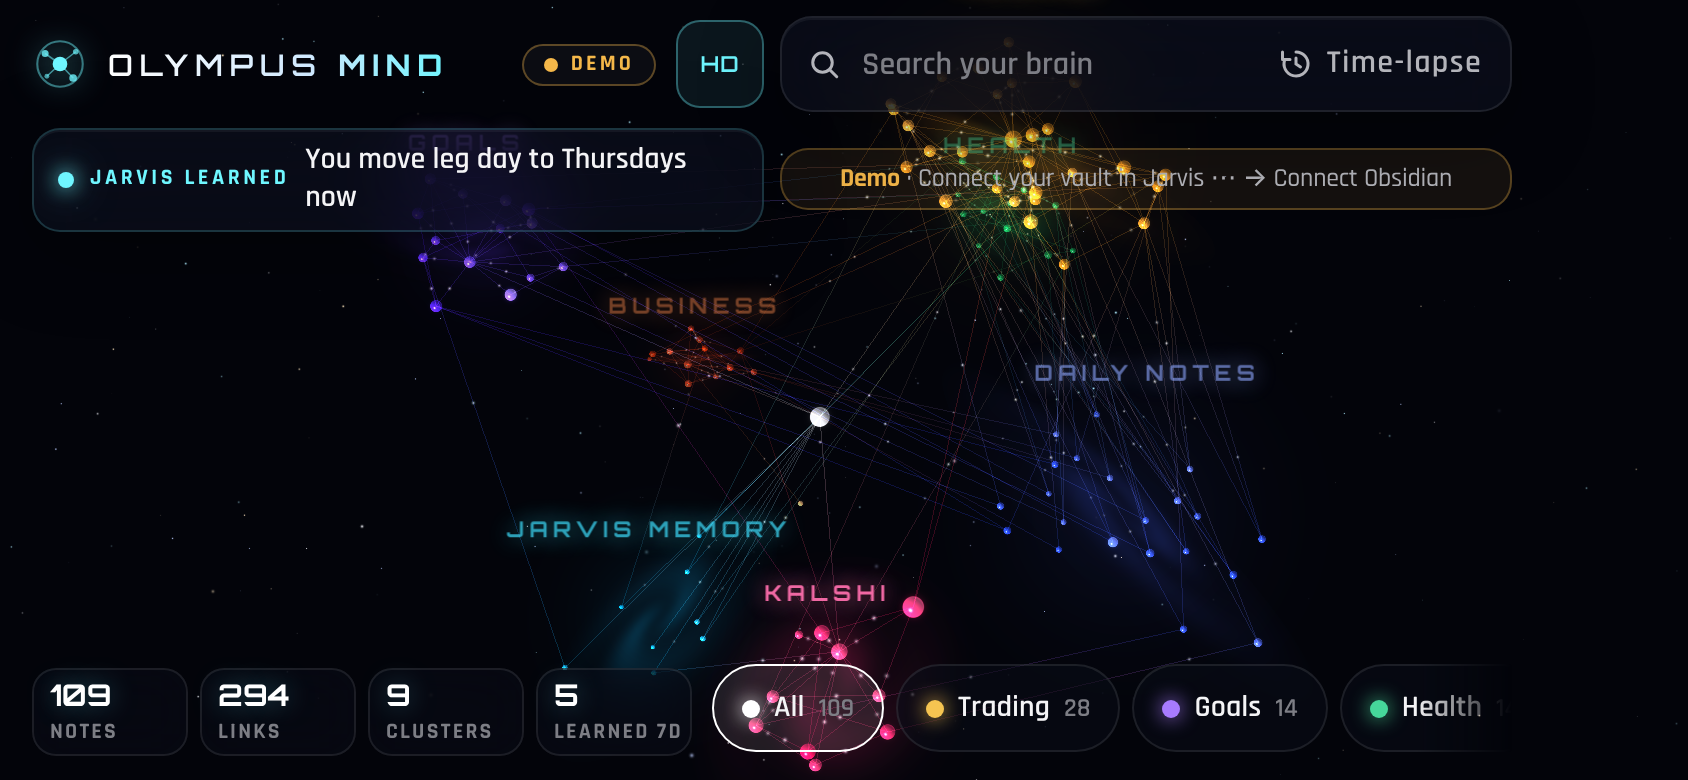 OLYMPUS MIND
DEMO
HD
Search your brain
Time-lapse
GOALS
JARVIS LEARNED
You move leg day to Thursdays
now
HEALTH
Demo · Connect your vault in Jarvis ··· → Connect Obsidian
BUSINESS
DAILY NOTES
JARVIS MEMORY
KALSHI
109
NOTES
294
LINKS
9
CLUSTERS
5
LEARNED 7D
All 109
Trading 28
Goals 14
Health